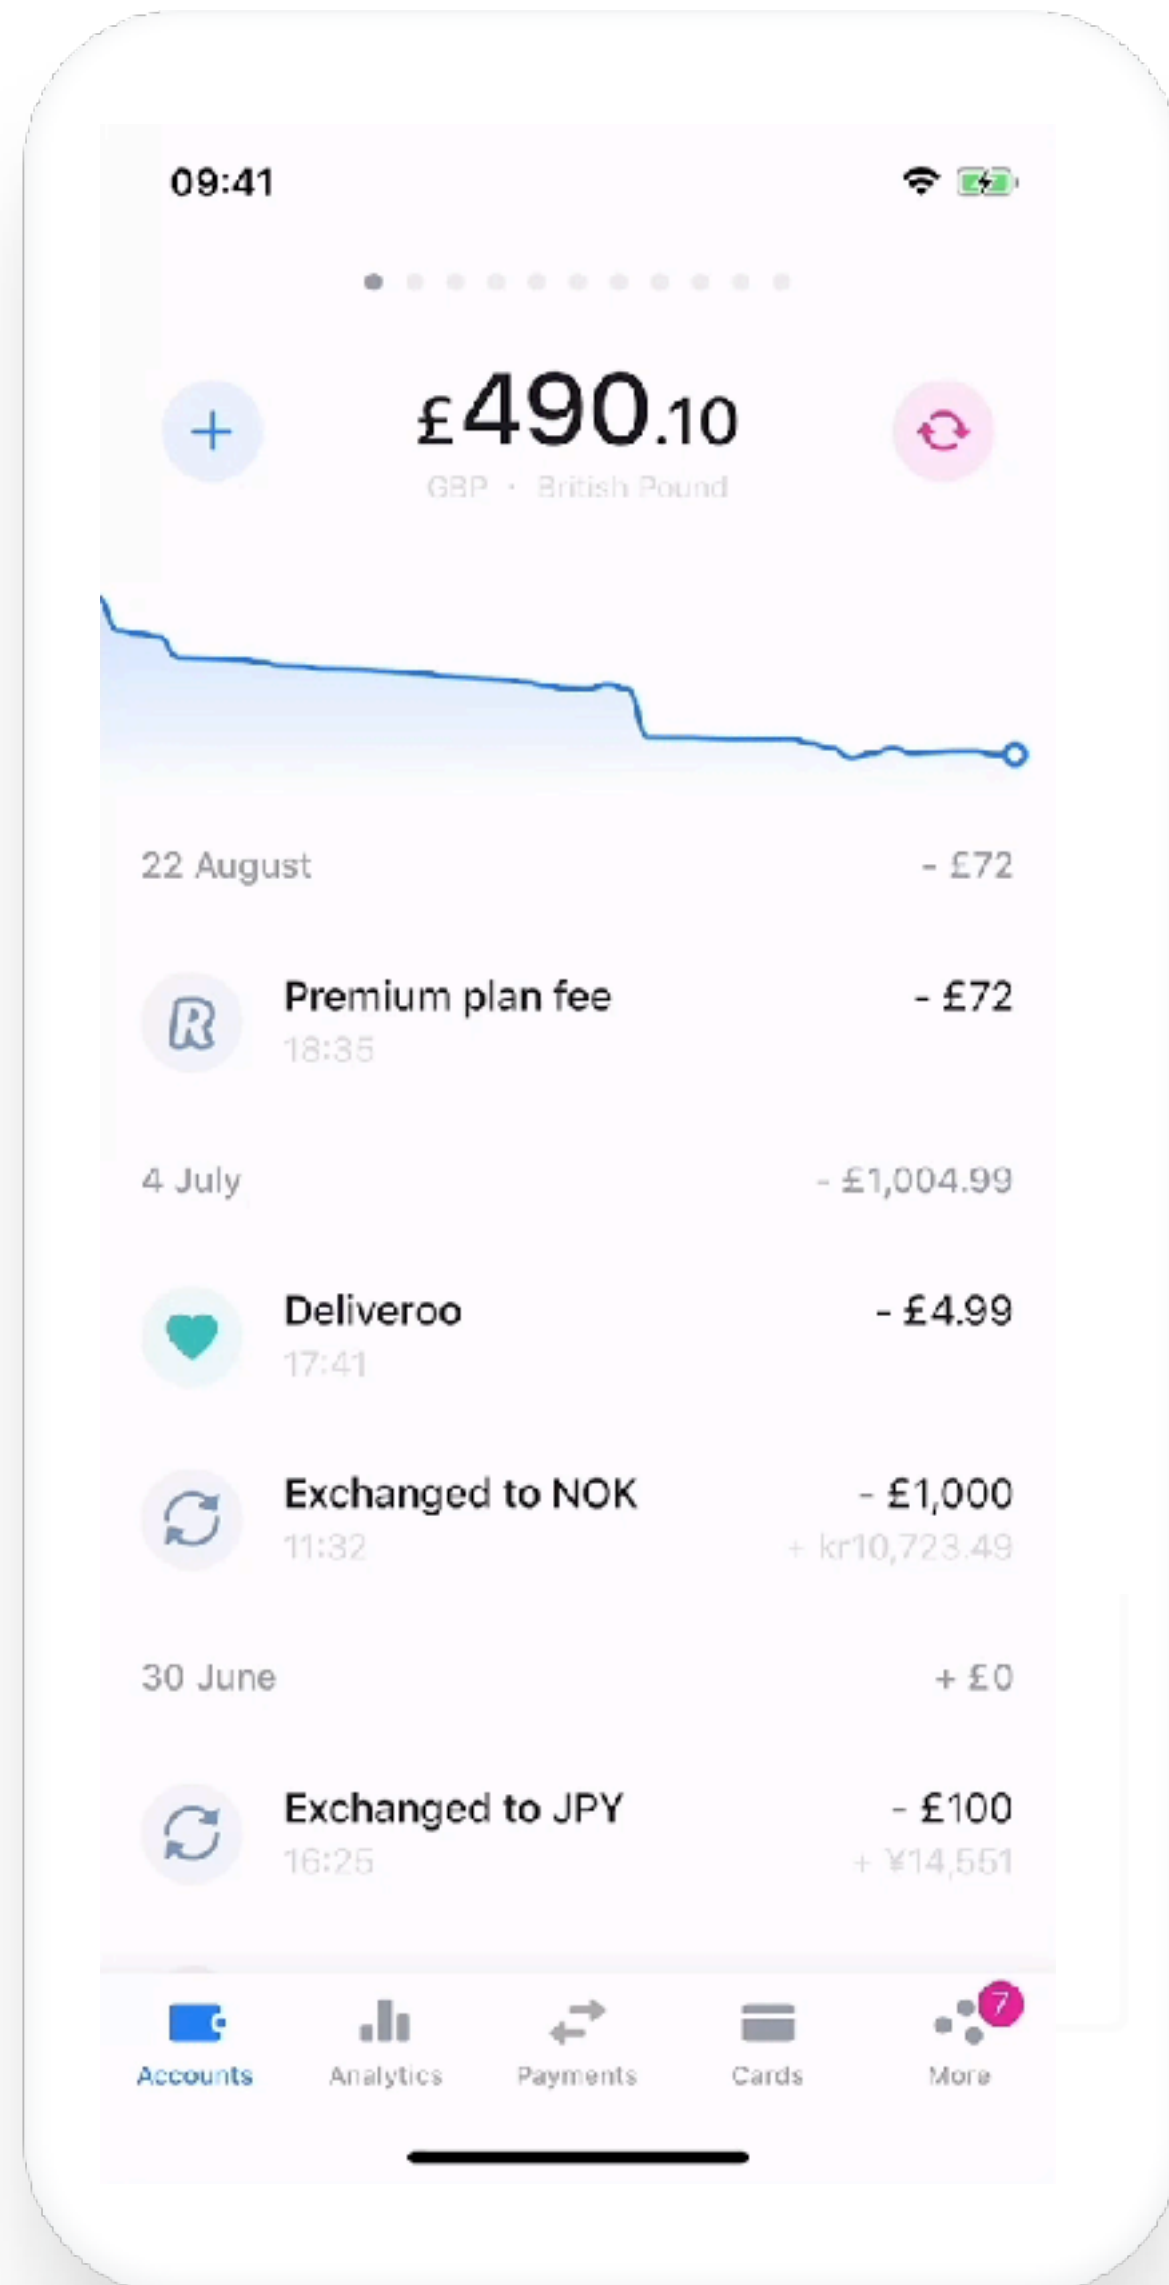 09:41
£490.10
GBP · British Pound
22 August - £72
Premium plan fee - £72
18:35
4 July - £1,004.99
Deliveroo - £4.99
17:41
Exchanged to NOK - £1,000
11:32 + kr10,723.49
30 June + £0
Exchanged to JPY - £100
16:25 + ¥14,551
7
Accounts Analytics Payments Cards More